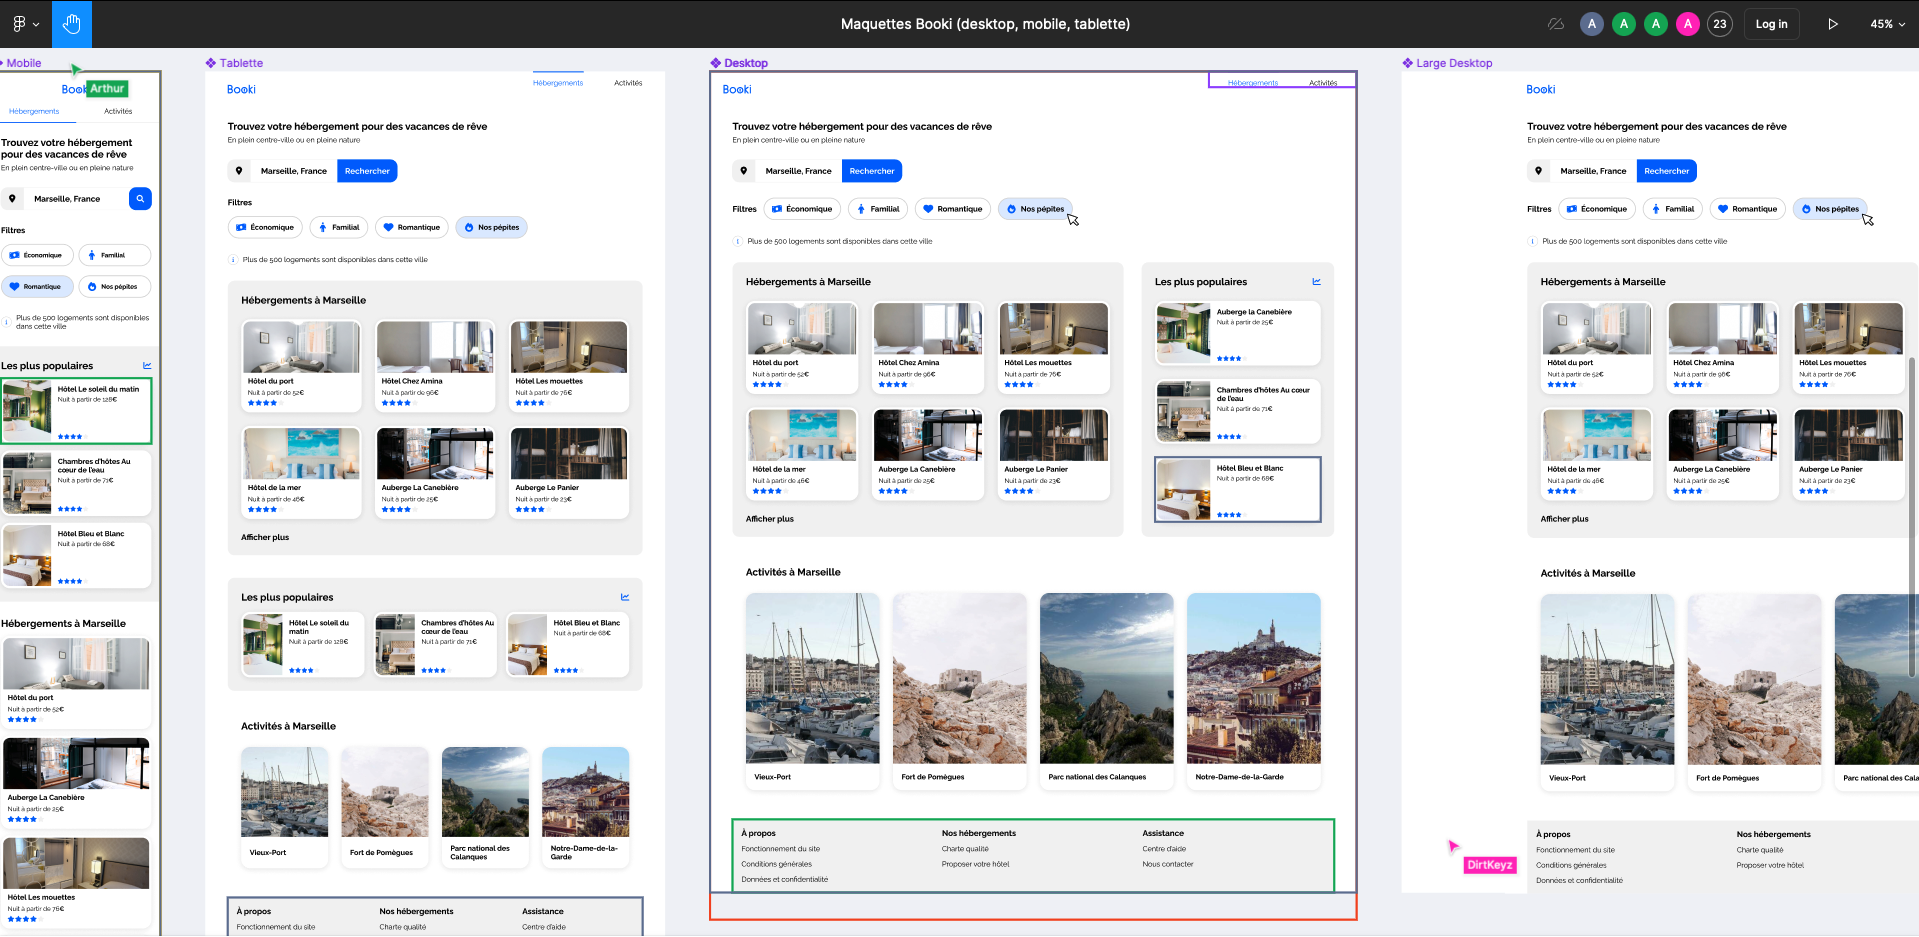 Maquettes Booki (desktop, mobile, tablette)
A
A
A
A
23
Log in
45%
Mobile
Arthur
Hébergements
Activités
Trouvez votre hébergement
pour des vacances de rêve
En plein centre-ville ou en pleine nature
Marseille, France
Filtres
Économique
Familial
Romantique
Nos pépites
Plus de 500 logements sont disponibles
dans cette ville
Les plus populaires
Hôtel Le soleil du matin
Nuit à partir de 128€
Chambres d'hôtes Au
cœur de l'eau
Nuit à partir de 71€
Hôtel Bleu et Blanc
Nuit à partir de 68€
Hébergements à Marseille
Hôtel du port
Nuit à partir de 52€
Auberge La Canebière
Nuit à partir de 25€
Hôtel Les mouettes
Nuit à partir de 76€
Tablette
Booki
Hébergements
Activités
Trouvez votre hébergement pour des vacances de rêve
En plein centre-ville ou en pleine nature
Marseille, France
Rechercher
Filtres
Économique
Familial
Romantique
Nos pépites
Plus de 500 logements sont disponibles dans cette ville
Hébergements à Marseille
Hôtel du port
Nuit à partir de 52€
Hôtel Chez Amina
Nuit à partir de 96€
Hôtel Les mouettes
Nuit à partir de 76€
Hôtel de la mer
Nuit à partir de 46€
Auberge La Canebière
Nuit à partir de 25€
Auberge Le Panier
Nuit à partir de 23€
Afficher plus
Les plus populaires
Hôtel Le soleil du
matin
Nuit à partir de 128€
Chambres d'hôtes Au
cœur de l'eau
Nuit à partir de 71€
Hôtel Bleu et Blanc
Nuit à partir de 68€
Activités à Marseille
Vieux-Port
Fort de Pomègues
Parc national des
Calanques
Notre-Dame-de-la-
Garde
À propos
Fonctionnement du site
Nos hébergements
Charte qualité
Assistance
Centre d'aide
Desktop
Booki
Hébergements
Activités
Trouvez votre hébergement pour des vacances de rêve
En plein centre-ville ou en pleine nature
Marseille, France
Rechercher
Filtres
Économique
Familial
Romantique
Nos pépites
Plus de 500 logements sont disponibles dans cette ville
Hébergements à Marseille
Hôtel du port
Nuit à partir de 52€
Hôtel Chez Amina
Nuit à partir de 96€
Hôtel Les mouettes
Nuit à partir de 76€
Hôtel de la mer
Nuit à partir de 46€
Auberge La Canebière
Nuit à partir de 25€
Auberge Le Panier
Nuit à partir de 23€
Afficher plus
Les plus populaires
Auberge la Canebière
Nuit à partir de 25€
Chambres d'hôtes Au cœur
de l'eau
Nuit à partir de 71€
Hôtel Bleu et Blanc
Nuit à partir de 68€
Activités à Marseille
Vieux-Port
Fort de Pomègues
Parc national des Calanques
Notre-Dame-de-la-Garde
À propos
Fonctionnement du site
Conditions générales
Données et confidentialité
Nos hébergements
Charte qualité
Proposer votre hôtel
Assistance
Centre d'aide
Nous contacter
Large Desktop
Booki
Trouvez votre hébergement pour des vacances de rêve
En plein centre-ville ou en pleine nature
Marseille, France
Rechercher
Filtres
Économique
Familial
Romantique
Nos pépites
Plus de 500 logements sont disponibles dans cette ville
Hébergements à Marseille
Hôtel du port
Nuit à partir de 52€
Hôtel Chez Amina
Nuit à partir de 96€
Hôtel Les mouettes
Nuit à partir de 76€
Hôtel de la mer
Nuit à partir de 46€
Auberge La Canebière
Nuit à partir de 25€
Auberge Le Panier
Nuit à partir de 23€
Afficher plus
Activités à Marseille
Vieux-Port
Fort de Pomègues
Parc national des Cala
DirtKeyz
À propos
Fonctionnement du site
Conditions générales
Données et confidentialité
Nos hébergements
Charte qualité
Proposer votre hôtel